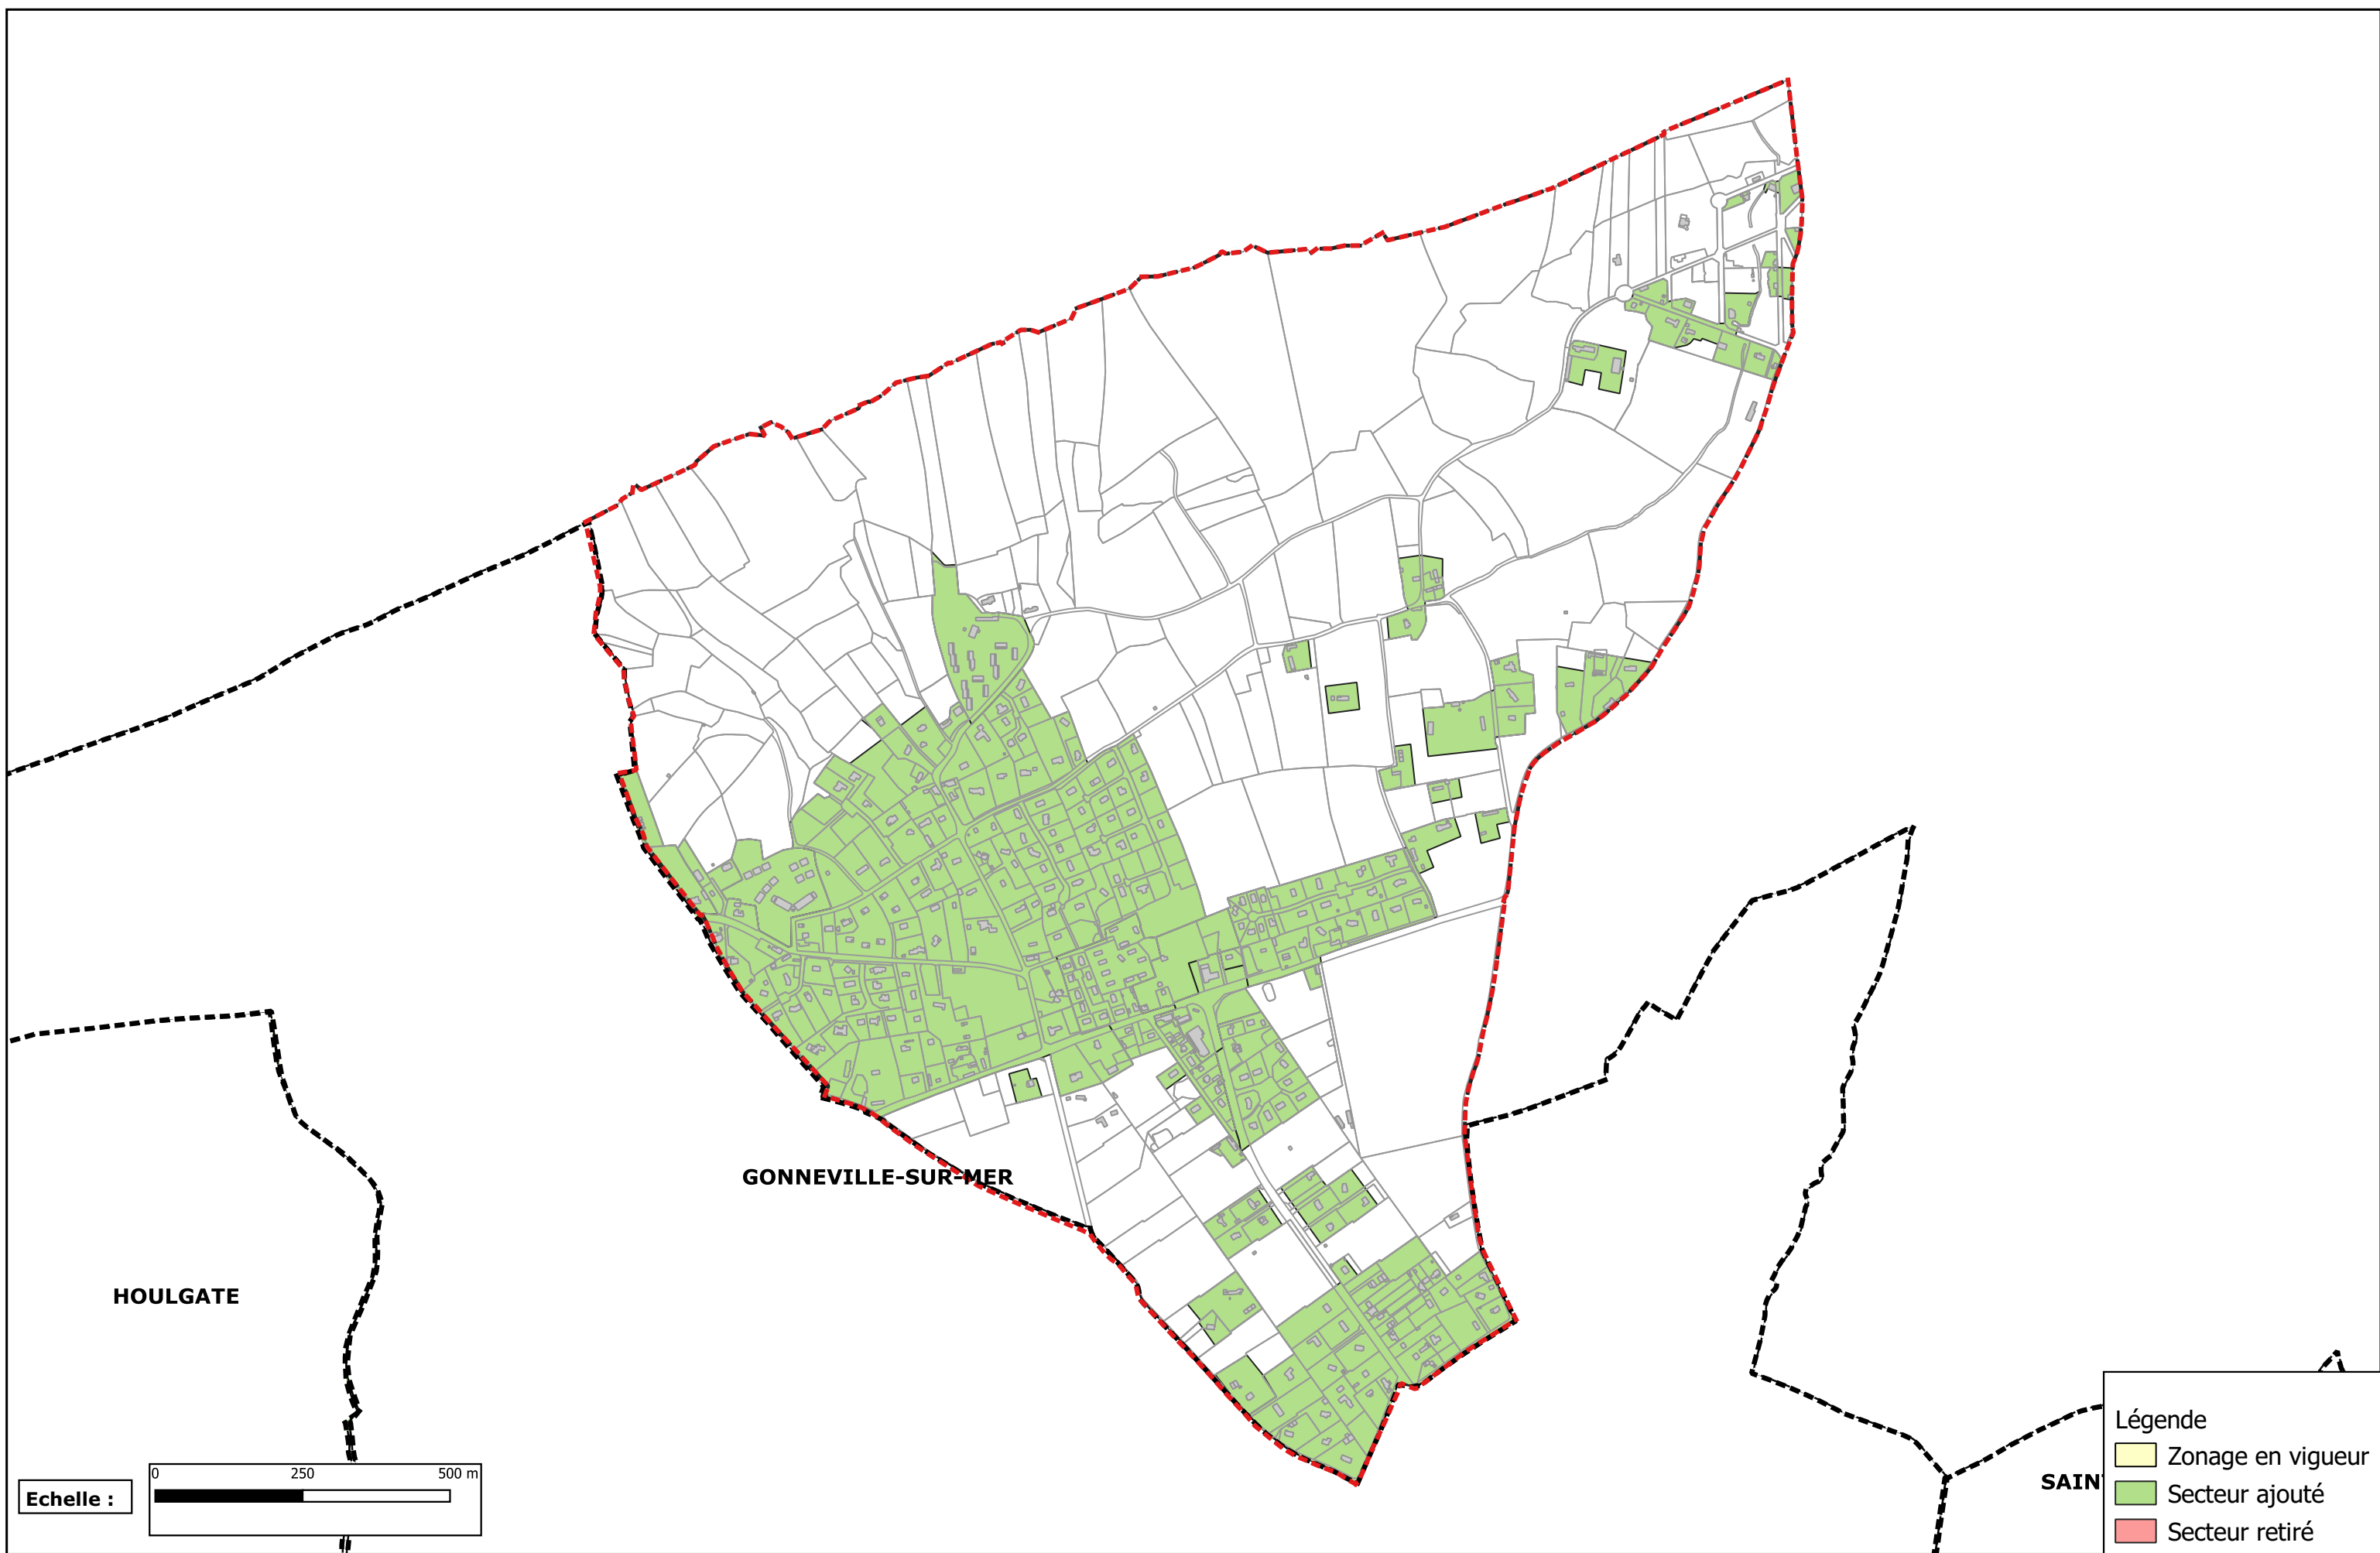 GONNEVILLE-SUR-MER
HOULGATE
SAIN
Echelle :
0 250 500 m
Légende
Zonage en vigueur
Secteur ajouté
Secteur retiré